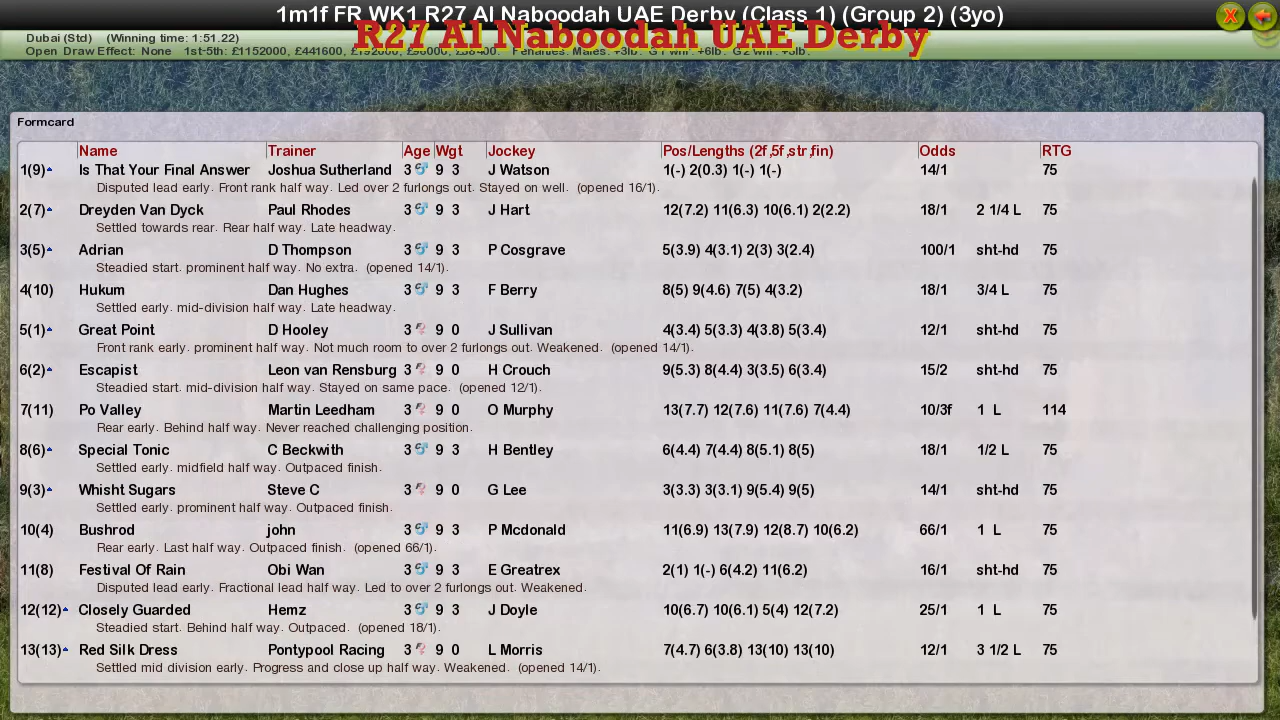 1m1f FR WK1 R27 Al Naboodah UAE Derby (Class 1) (Group 2) (3yo)
R27 Al Naboodah UAE Derby
Dubai (Std) (Winning time: 1:51.22)
Open Draw Effect: None 1st-5th: £1152000, £441600, £192000, £96000, £38400. Penalties: Males: +3lb. G1 wnr: +6lb. G2 wnr: +3lb.
Formcard
Name Trainer Age Wgt Jockey Pos/Lengths (2f,5f,str,fin) Odds RTG
1(9) Is That Your Final Answer Joshua Sutherland 3 9 3 J Watson 1(-) 2(0.3) 1(-) 1(-) 14/1 75
Disputed lead early. Front rank half way. Led over 2 furlongs out. Stayed on well. (opened 16/1).
2(7) Dreyden Van Dyck Paul Rhodes 3 9 3 J Hart 12(7.2) 11(6.3) 10(6.1) 2(2.2) 18/1 2 1/4 L 75
Settled towards rear. Rear half way. Late headway.
3(5) Adrian D Thompson 3 9 3 P Cosgrave 5(3.9) 4(3.1) 2(3) 3(2.4) 100/1 sht-hd 75
Steadied start. prominent half way. No extra. (opened 14/1).
4(10) Hukum Dan Hughes 3 9 3 F Berry 8(5) 9(4.6) 7(5) 4(3.2) 18/1 3/4 L 75
Settled early. mid-division half way. Late headway.
5(1) Great Point D Hooley 3 9 0 J Sullivan 4(3.4) 5(3.3) 4(3.8) 5(3.4) 12/1 sht-hd 75
Front rank early. prominent half way. Not much room to over 2 furlongs out. Weakened. (opened 14/1).
6(2) Escapist Leon van Rensburg 3 9 0 H Crouch 9(5.3) 8(4.4) 3(3.5) 6(3.4) 15/2 sht-hd 75
Steadied start. mid-division half way. Stayed on same pace. (opened 12/1).
7(11) Po Valley Martin Leedham 3 9 0 O Murphy 13(7.7) 12(7.6) 11(7.6) 7(4.4) 10/3f 1 L 114
Rear early. Behind half way. Never reached challenging position.
8(6) Special Tonic C Beckwith 3 9 3 H Bentley 6(4.4) 7(4.4) 8(5.1) 8(5) 18/1 1/2 L 75
Settled early. midfield half way. Outpaced finish.
9(3) Whisht Sugars Steve C 3 9 0 G Lee 3(3.3) 3(3.1) 9(5.4) 9(5) 14/1 sht-hd 75
Settled early. prominent half way. Outpaced finish.
10(4) Bushrod john 3 9 3 P Mcdonald 11(6.9) 13(7.9) 12(8.7) 10(6.2) 66/1 1 L 75
Rear early. Last half way. Outpaced finish. (opened 66/1).
11(8) Festival Of Rain Obi Wan 3 9 3 E Greatrex 2(1) 1(-) 6(4.2) 11(6.2) 16/1 sht-hd 75
Disputed lead early. Fractional lead half way. Led to over 2 furlongs out. Weakened.
12(12) Closely Guarded Hemz 3 9 3 J Doyle 10(6.7) 10(6.1) 5(4) 12(7.2) 25/1 1 L 75
Steadied start. Behind half way. Outpaced. (opened 18/1).
13(13) Red Silk Dress Pontypool Racing 3 9 0 L Morris 7(4.7) 6(3.8) 13(10) 13(10) 12/1 3 1/2 L 75
Settled mid division early. Progress and close up half way. Weakened. (opened 14/1).